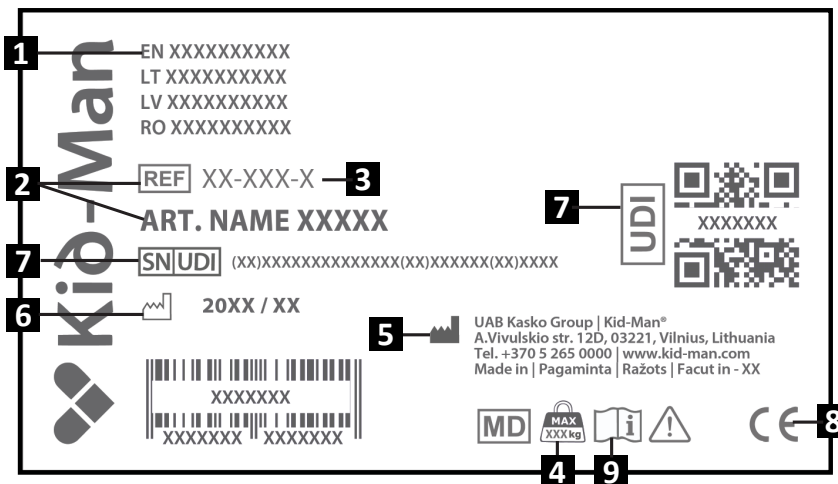 1
EN XXXXXXXXXX
LT XXXXXXXXXX
LV XXXXXXXXXX
RO XXXXXXXXXX
Kid-Man
2
REF XX-XXX-X
3
ART. NAME XXXXX
7
SN UDI (XX)XXXXXXXXXXXXXX(XX)XXXXXX(XX)XXXX
6
20XX / XX
XXXXXXX
XXXXXXX XXXXXXX
7
UDI
XXXXXXX
5
UAB Kasko Group | Kid-Man®
A.Vivulskio str. 12D, 03221, Vilnius, Lithuania
Tel. +370 5 265 0000 | www.kid-man.com
Made in | Pagaminta | Ražots | Facut in - XX
MD
MAX
XXX kg
i
CE
8
4
9